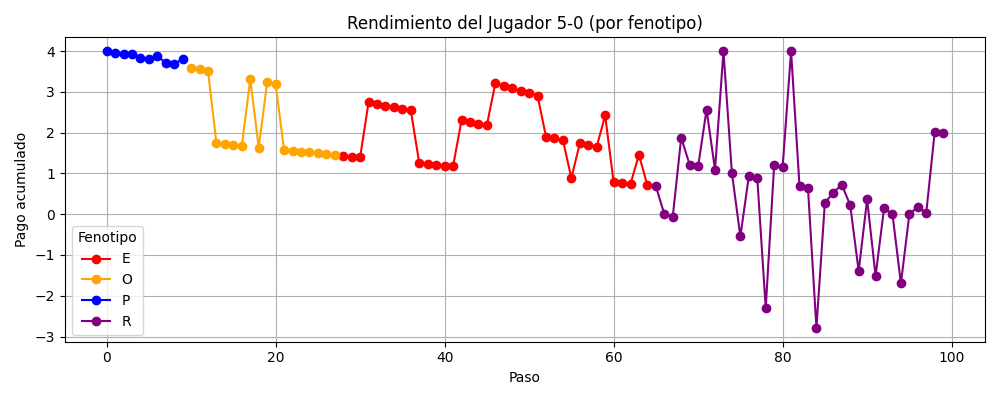 Rendimiento del Jugador 5-0 (por fenotipo)
Pago acumulado
4
3
2
1
0
−1
−2
−3
Fenotipo
E
O
P
R
0
20
40
60
80
100
Paso